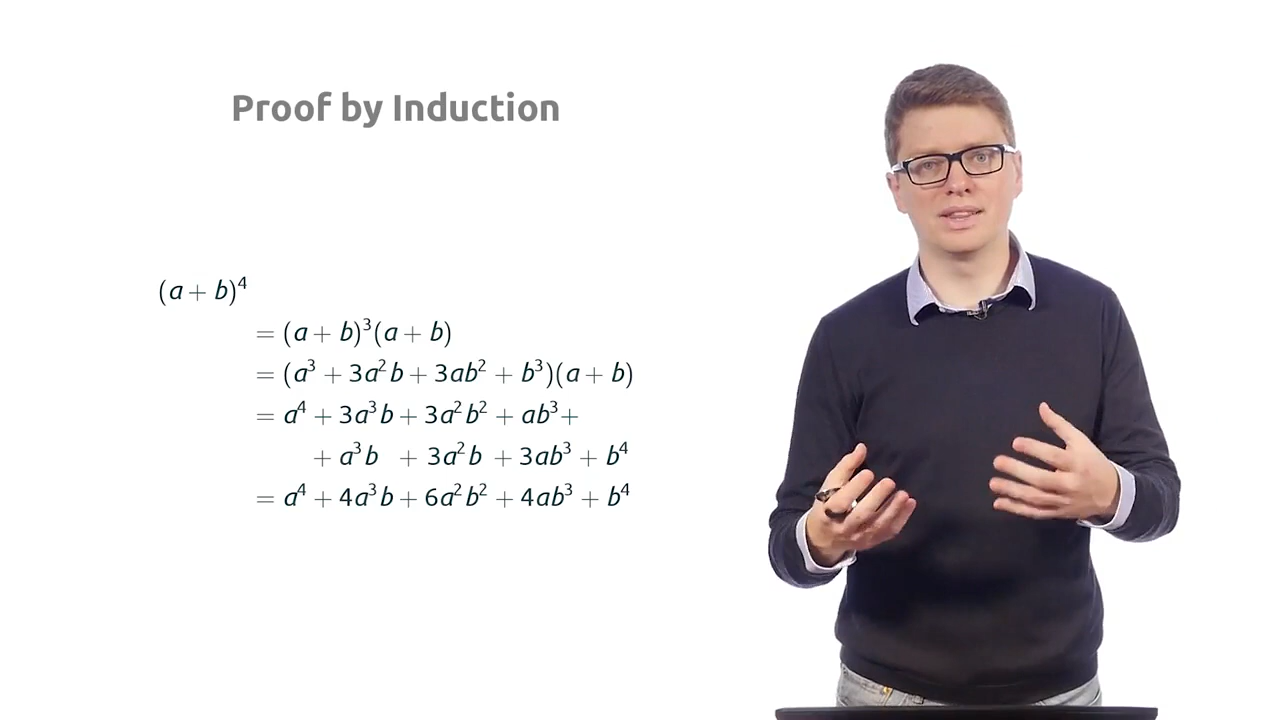 Proof by Induction
(a + b)⁴
= (a + b)³(a + b)
= (a³ + 3a²b + 3ab² + b³)(a + b)
= a⁴ + 3a³b + 3a²b² + ab³+
+ a³b + 3a²b + 3ab³ + b⁴
= a⁴ + 4a³b + 6a²b² + 4ab³ + b⁴